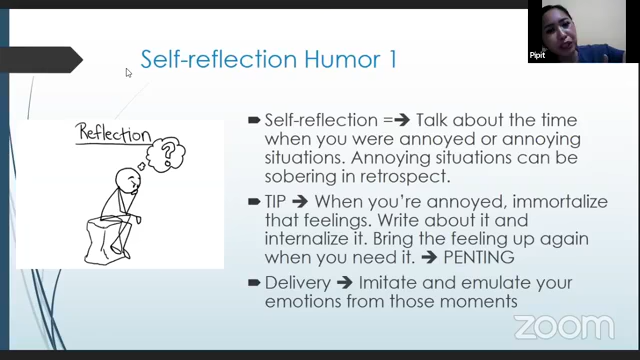 Pipit
Self-reflection Humor 1
Reflection
?
Self-reflection =➔ Talk about the time
when you were annoyed or annoying
situations. Annoying situations can be
sobering in retrospect.
TIP ➔ When you’re annoyed, immortalize
that feelings. Write about it and
internalize it. Bring the feeling up again
when you need it. ➔ PENTING
Delivery ➔ Imitate and emulate your
emotions from those moments
zoom